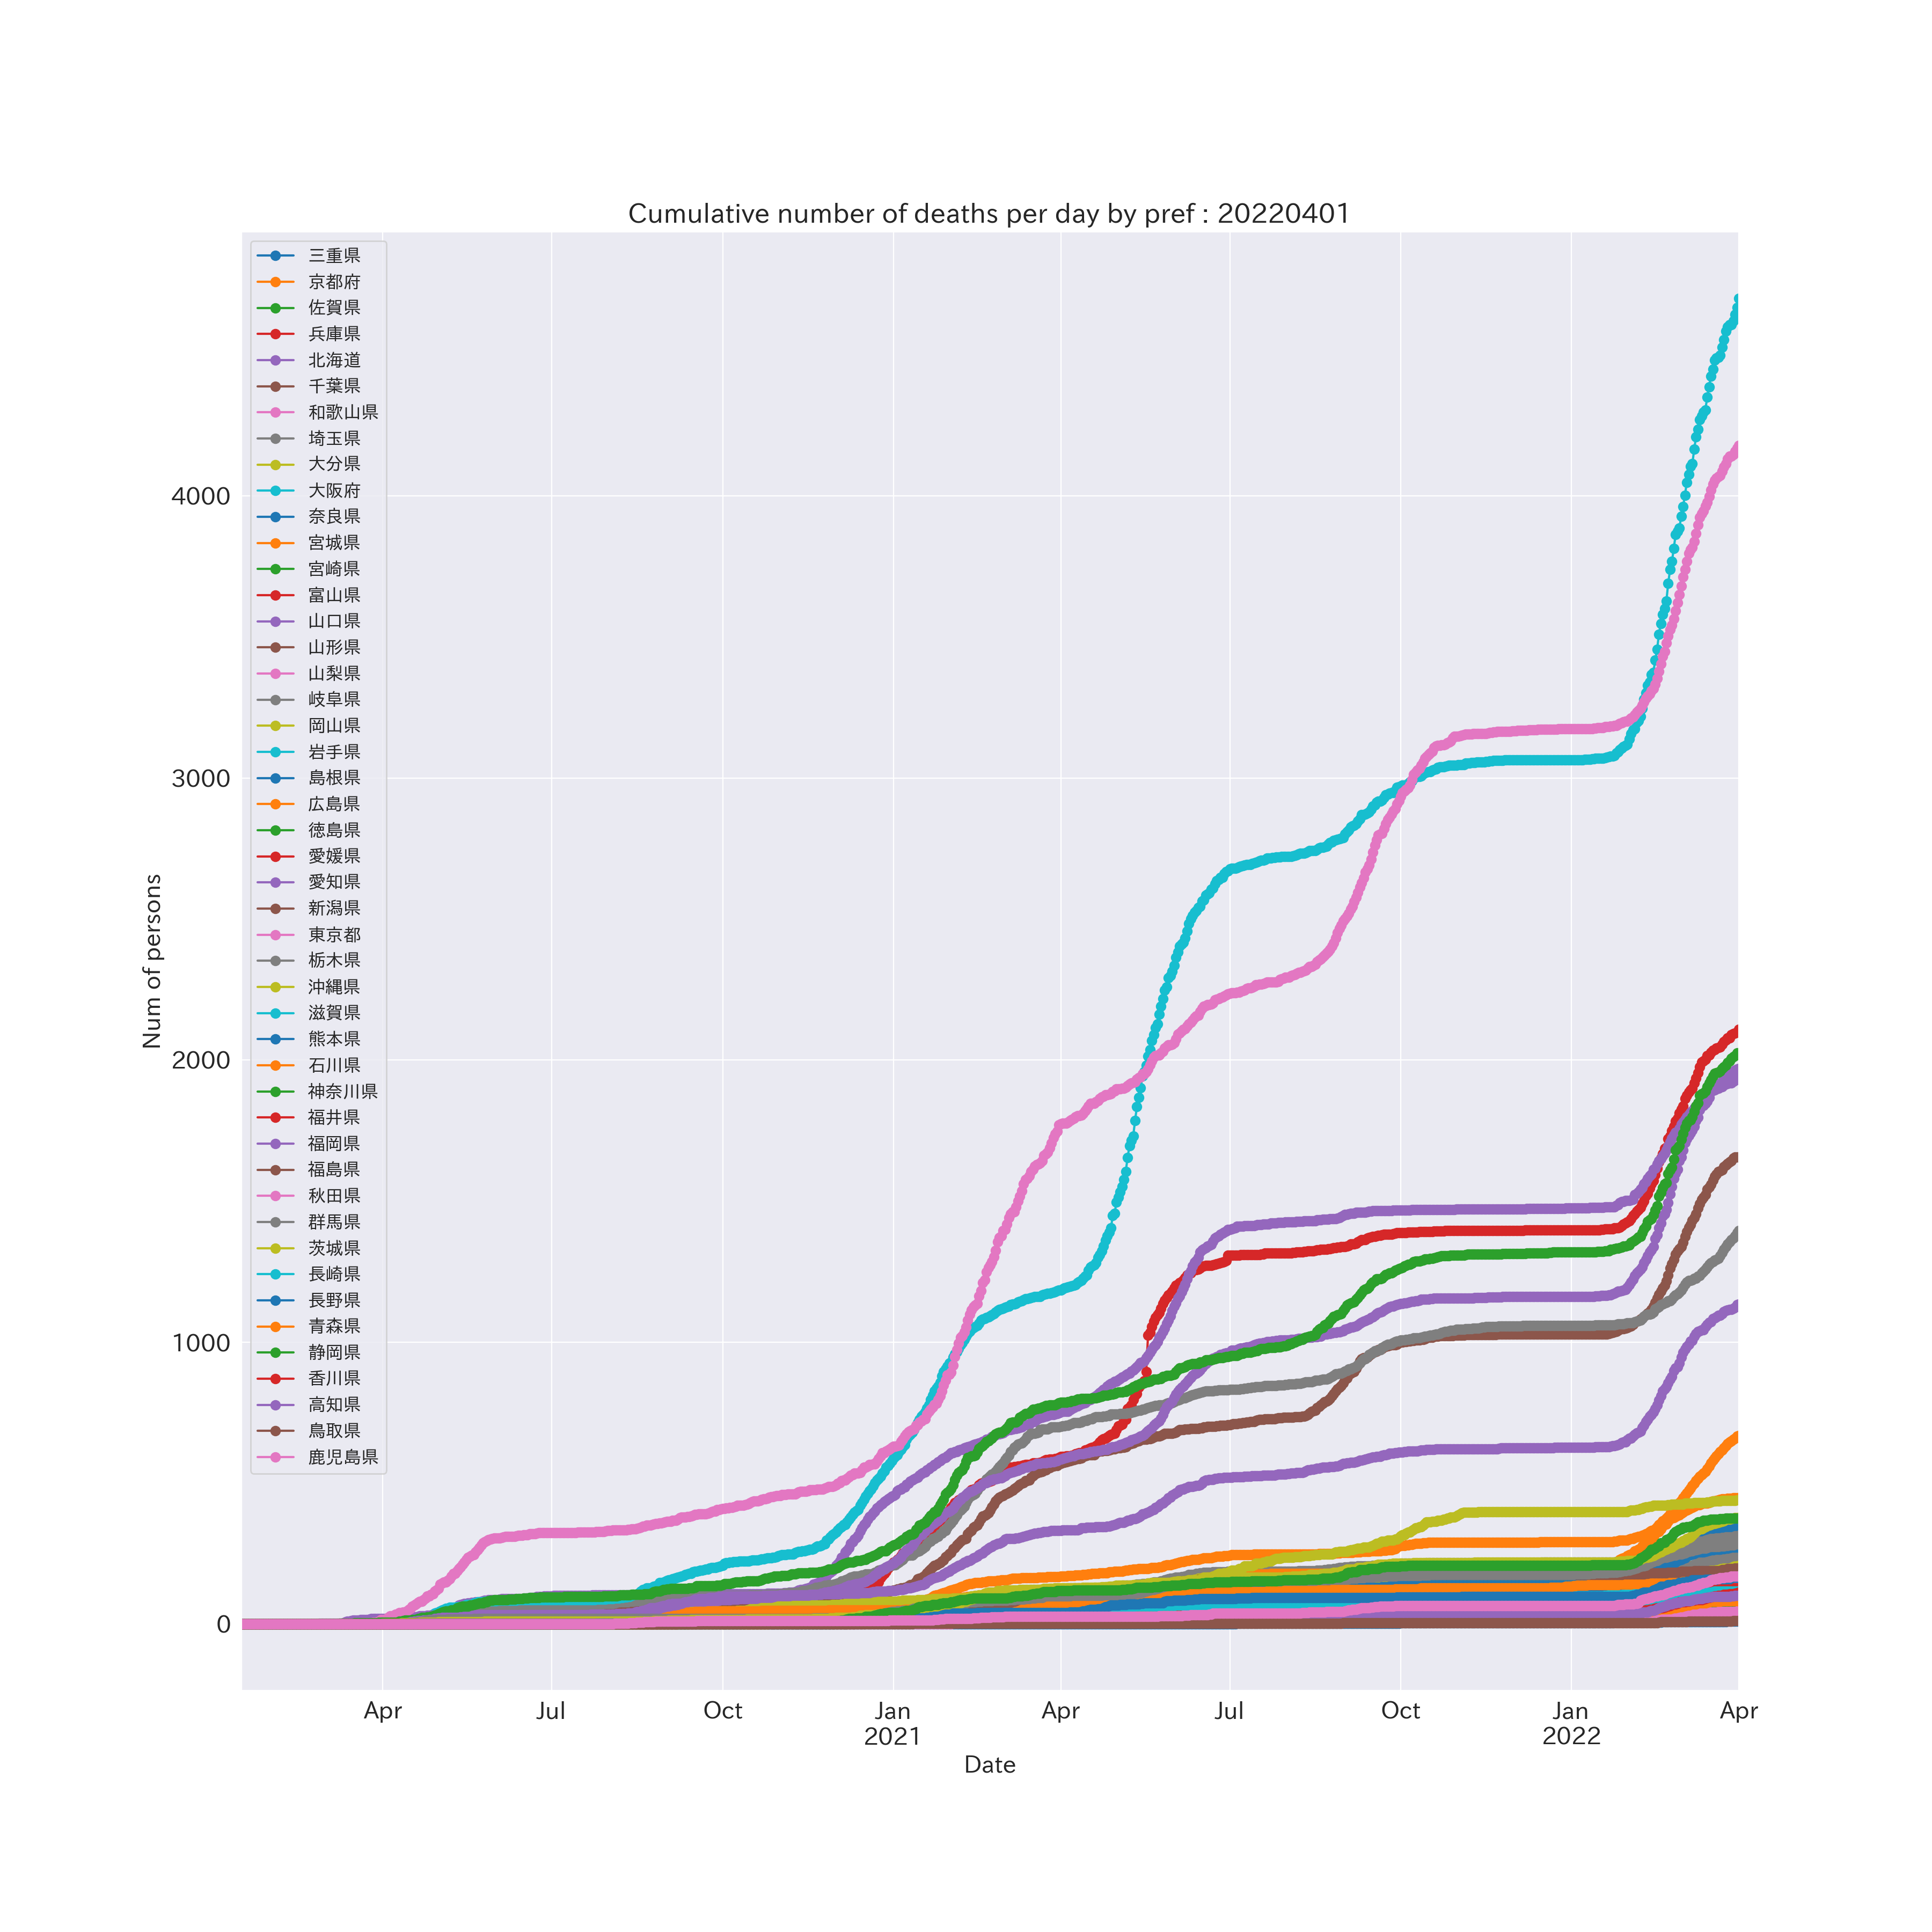 Cumulative number of deaths per day by pref : 20220401
三重県
京都府
佐賀県
兵庫県
北海道
千葉県
和歌山県
埼玉県
大分県
大阪府
奈良県
宮城県
宮崎県
富山県
山口県
山形県
山梨県
岐阜県
岡山県
岩手県
島根県
広島県
徳島県
愛媛県
愛知県
新潟県
東京都
栃木県
沖縄県
滋賀県
熊本県
石川県
神奈川県
福井県
福岡県
福島県
秋田県
群馬県
茨城県
長崎県
長野県
青森県
静岡県
香川県
高知県
鳥取県
鹿児島県
Num of persons
4000
3000
2000
1000
0
Apr Jul Oct Jan Apr Jul Oct Jan Apr
2021 2022
Date